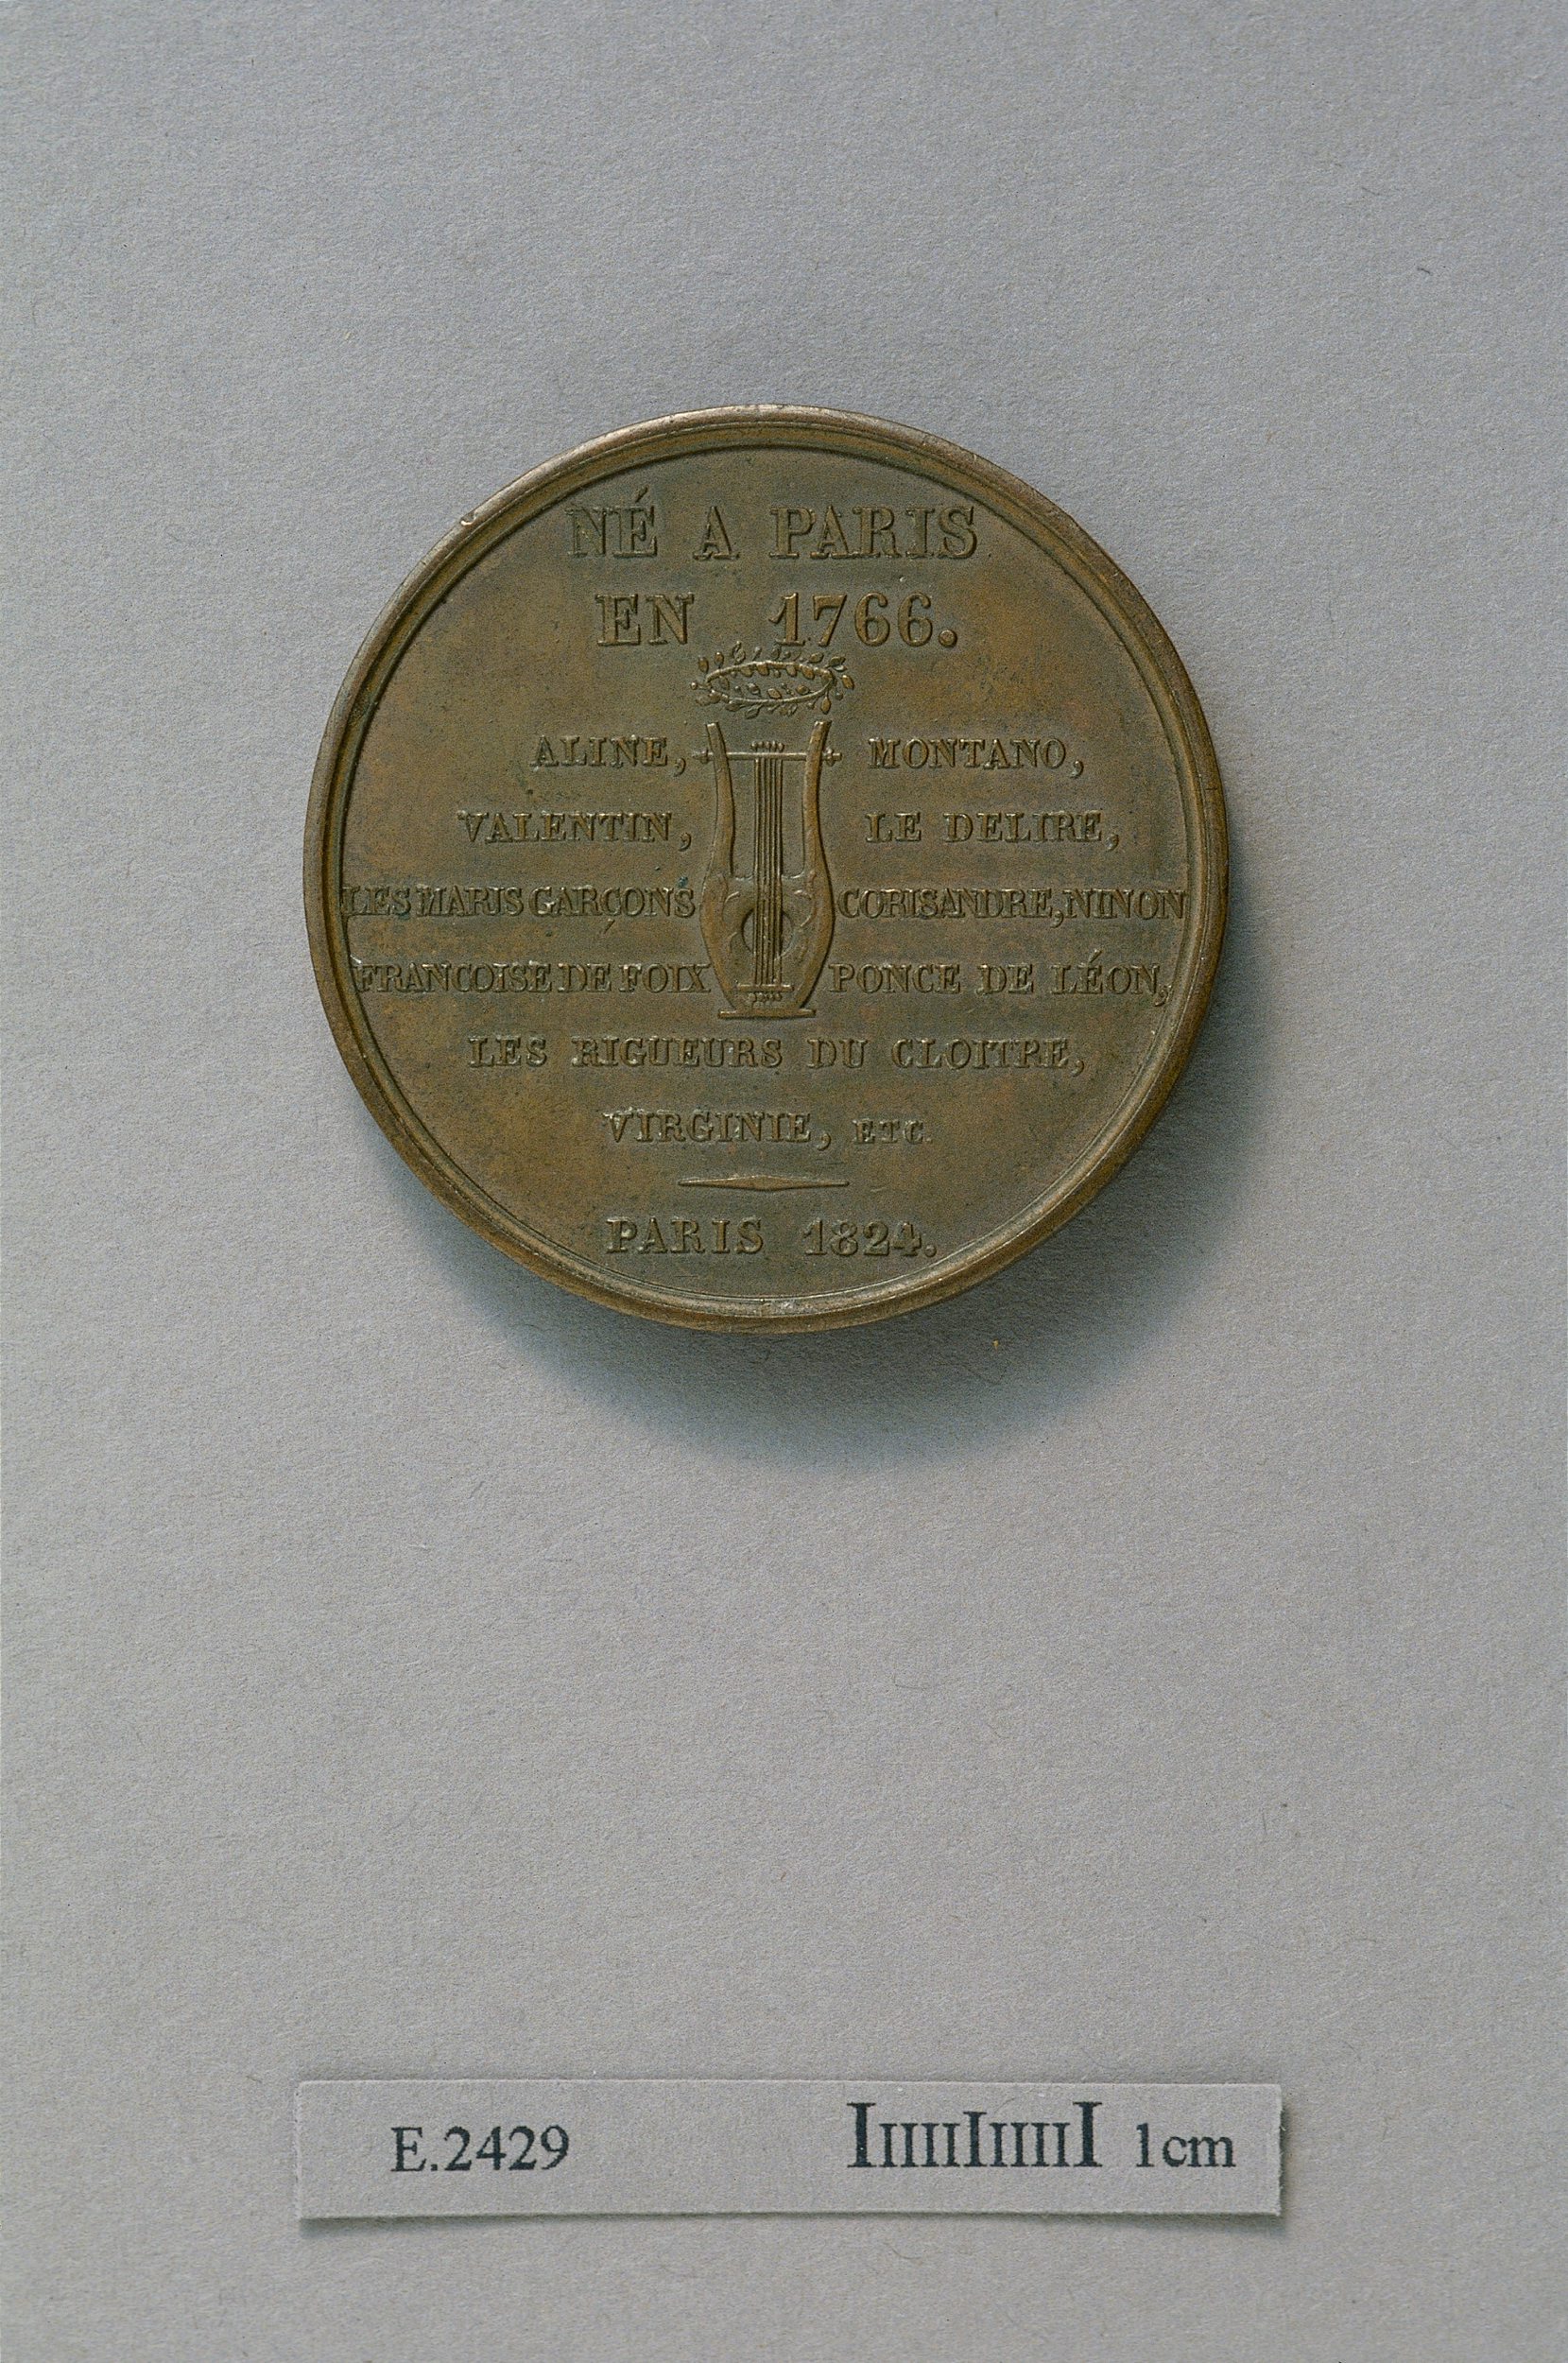 NÉ A PARIS
EN 1766.
ALINE, MONTANO,
VALENTIN, LE DELIRE,
LES MARIS GARÇONS CORISANDRE, NINON
FRANCOISE DE FOIX PONCE DE LÉON,
LES RIGUEURS DU CLOITRE,
VIRGINIE, ETC.
PARIS 1824.
E.2429 1cm